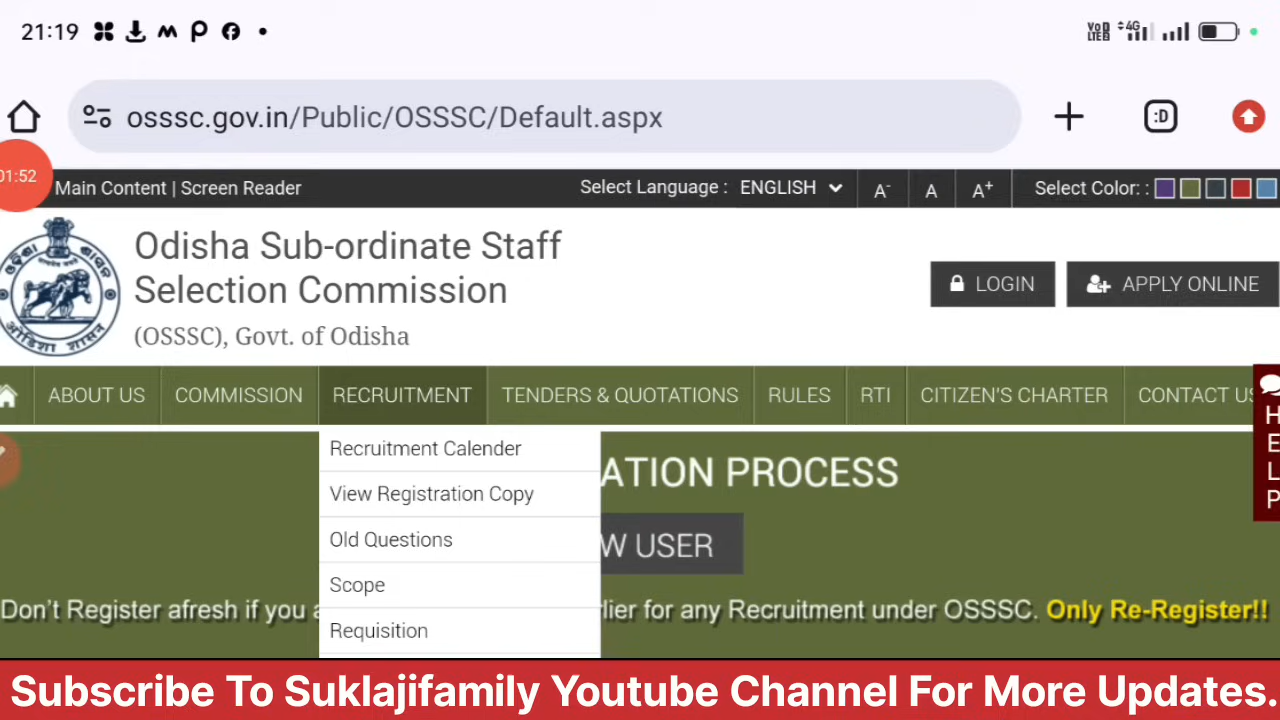 21:19
Vo)) LTE2 4G
osssc.gov.in/Public/OSSSC/Default.aspx
:D
01:52
Main Content | Screen Reader
Select Language : ENGLISH
A- A A+
Select Color: :
Odisha Sub-ordinate Staff
Selection Commission
(OSSSC), Govt. of Odisha
LOGIN
APPLY ONLINE
ABOUT US COMMISSION RECRUITMENT TENDERS & QUOTATIONS RULES RTI CITIZEN'S CHARTER CONTACT US
HELP
Recruitment Calender
View Registration Copy
Old Questions
Scope
Requisition
ATION PROCESS
W USER
Don't Register afresh if you a
lier for any Recruitment under OSSSC. Only Re-Register!!
Subscribe To Suklajifamily Youtube Channel For More Updates.